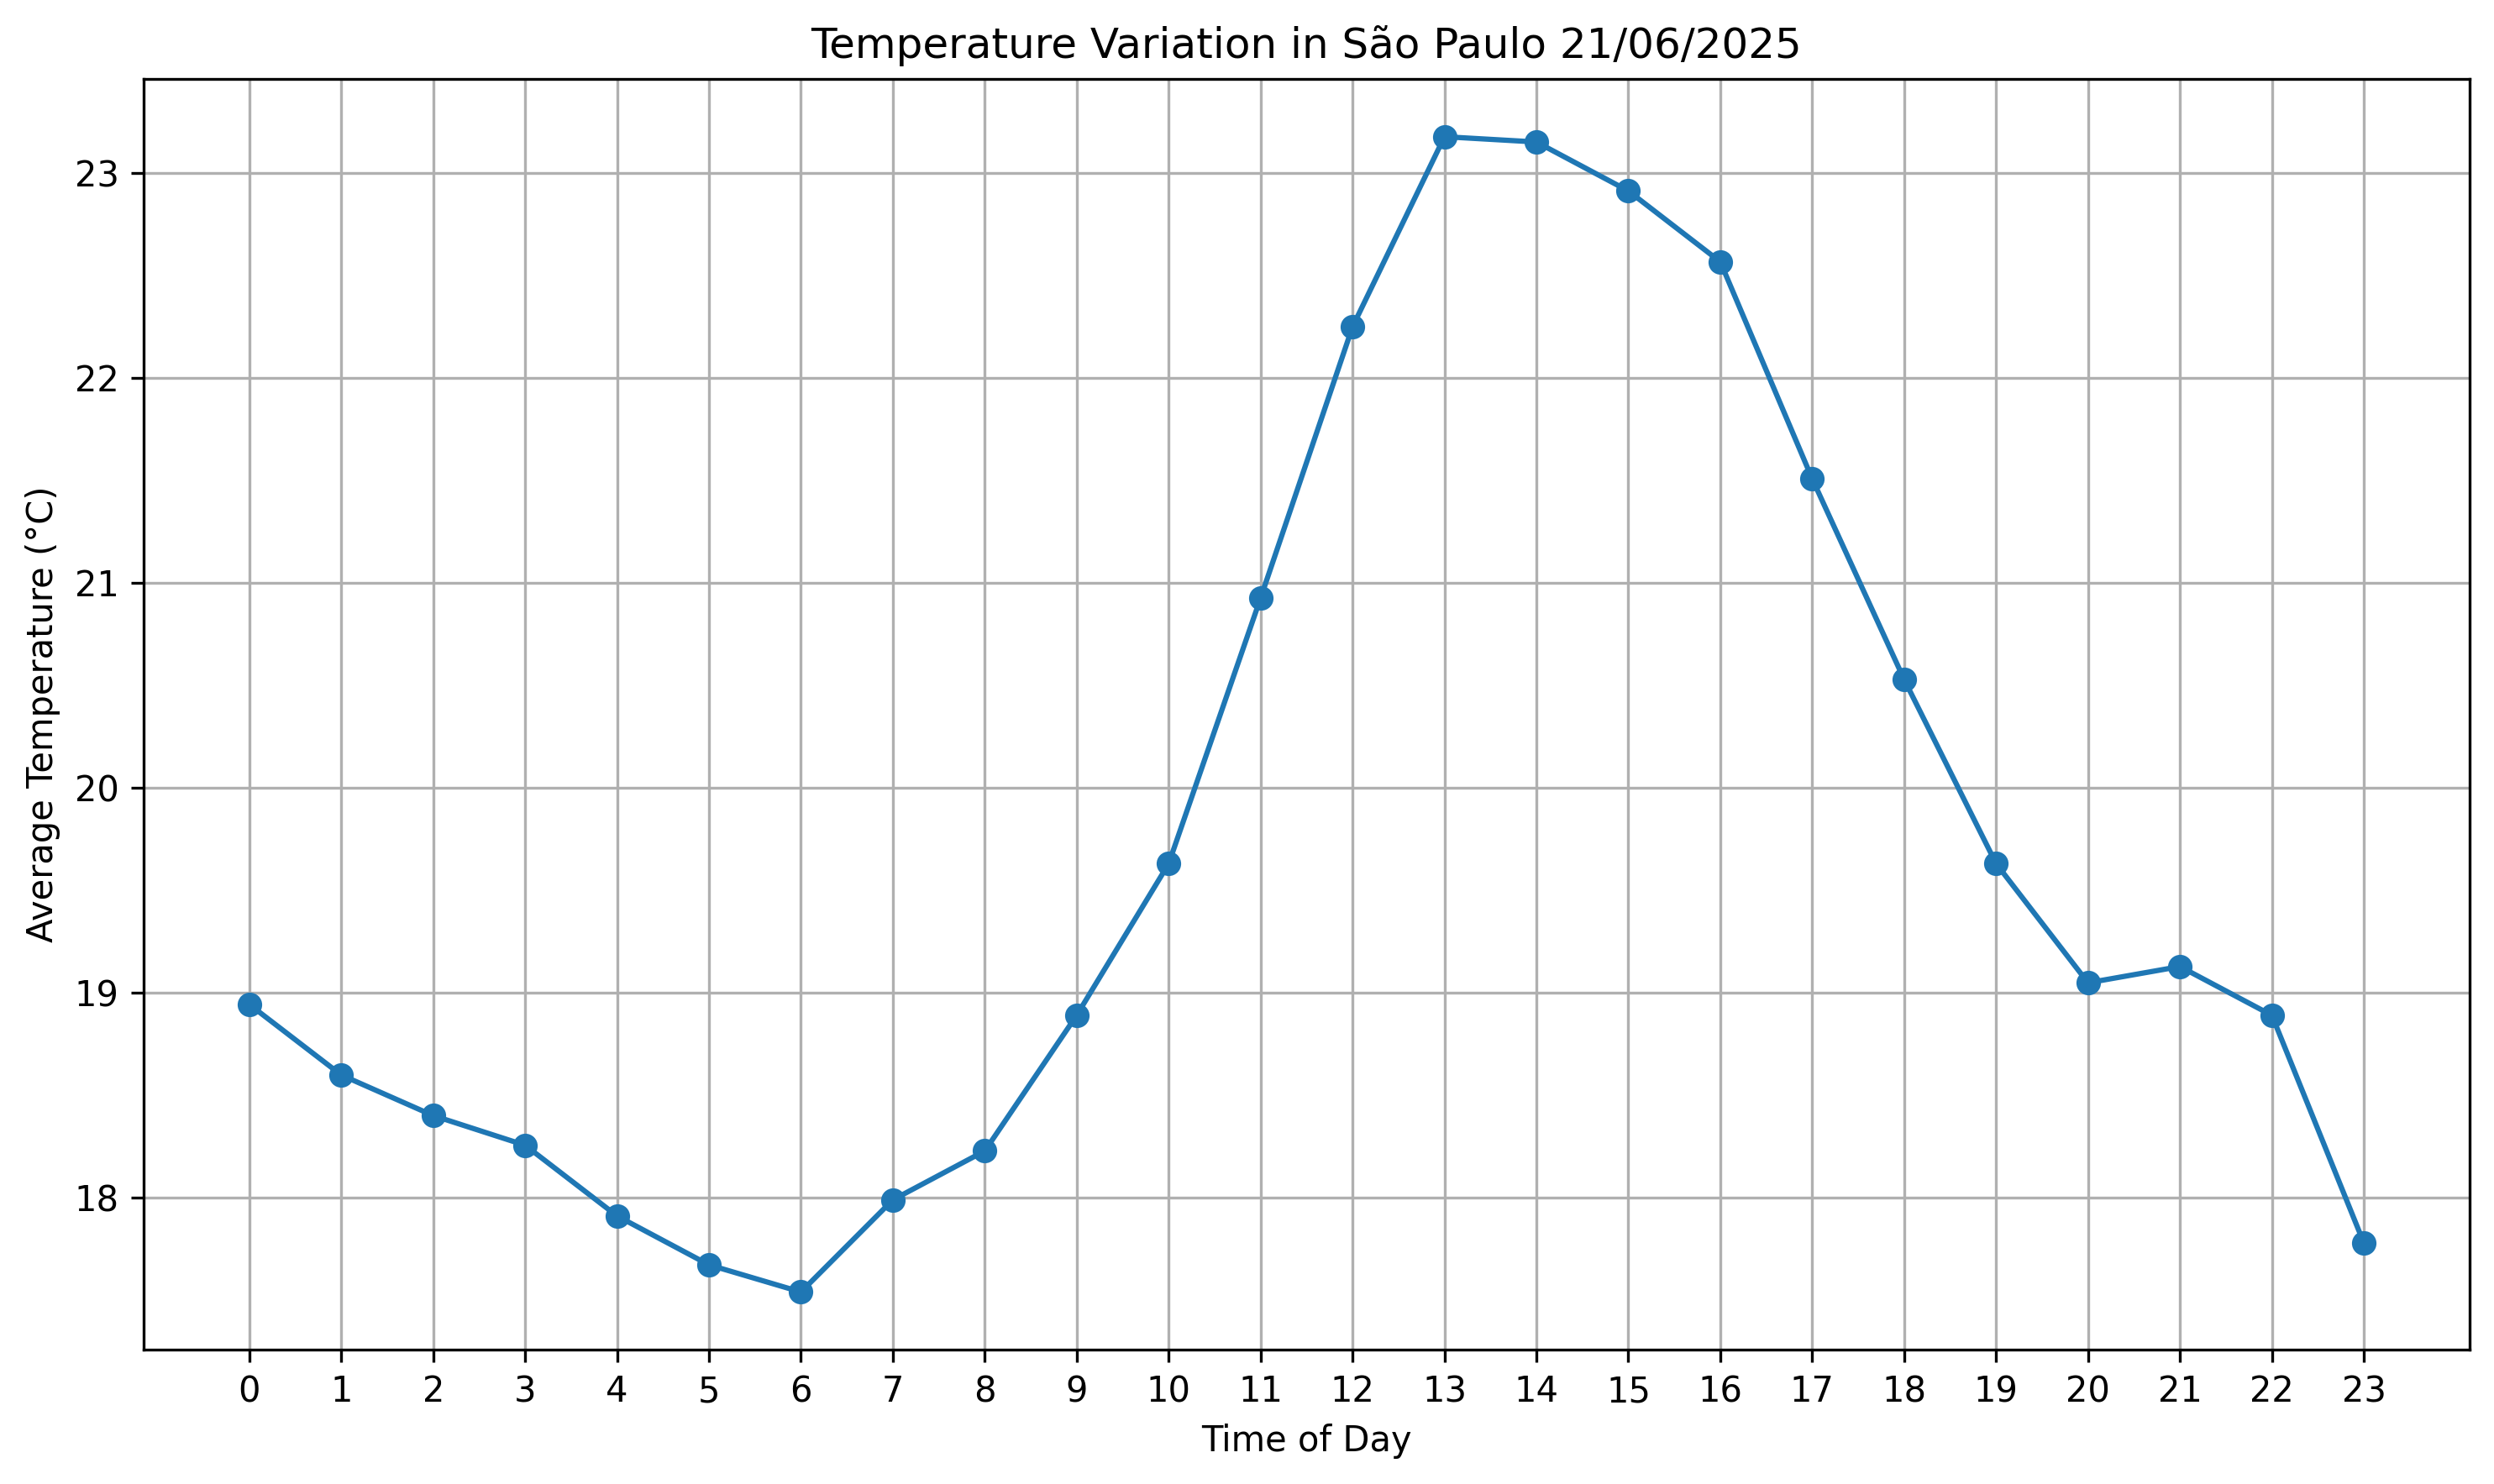 Temperature Variation in São Paulo 21/06/2025
Average Temperature (°C)
23
22
21
20
19
18
0 1 2 3 4 5 6 7 8 9 10 11 12 13 14 15 16 17 18 19 20 21 22 23
Time of Day